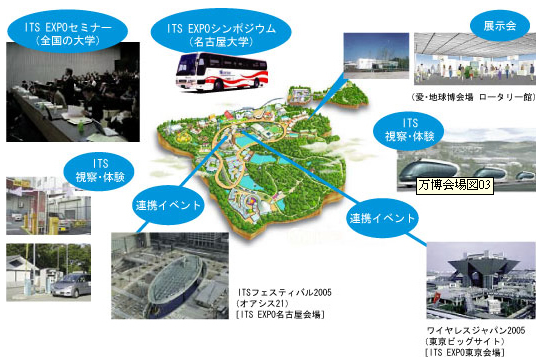 ITS EXPOセミナー
(全国の大学)
ITS EXPOシンポジウム
(名古屋大学)
展示会
(愛・地球博会場 ロータリー館)
ITS
視察・体験
ITS
視察・体験
万博会場図03
連携イベント
連携イベント
ITSフェスティバル2005
(オアシス21)
[ITS EXPO名古屋会場]
ワイヤレスジャパン2005
(東京ビッグサイト)
[ITS EXPO東京会場]